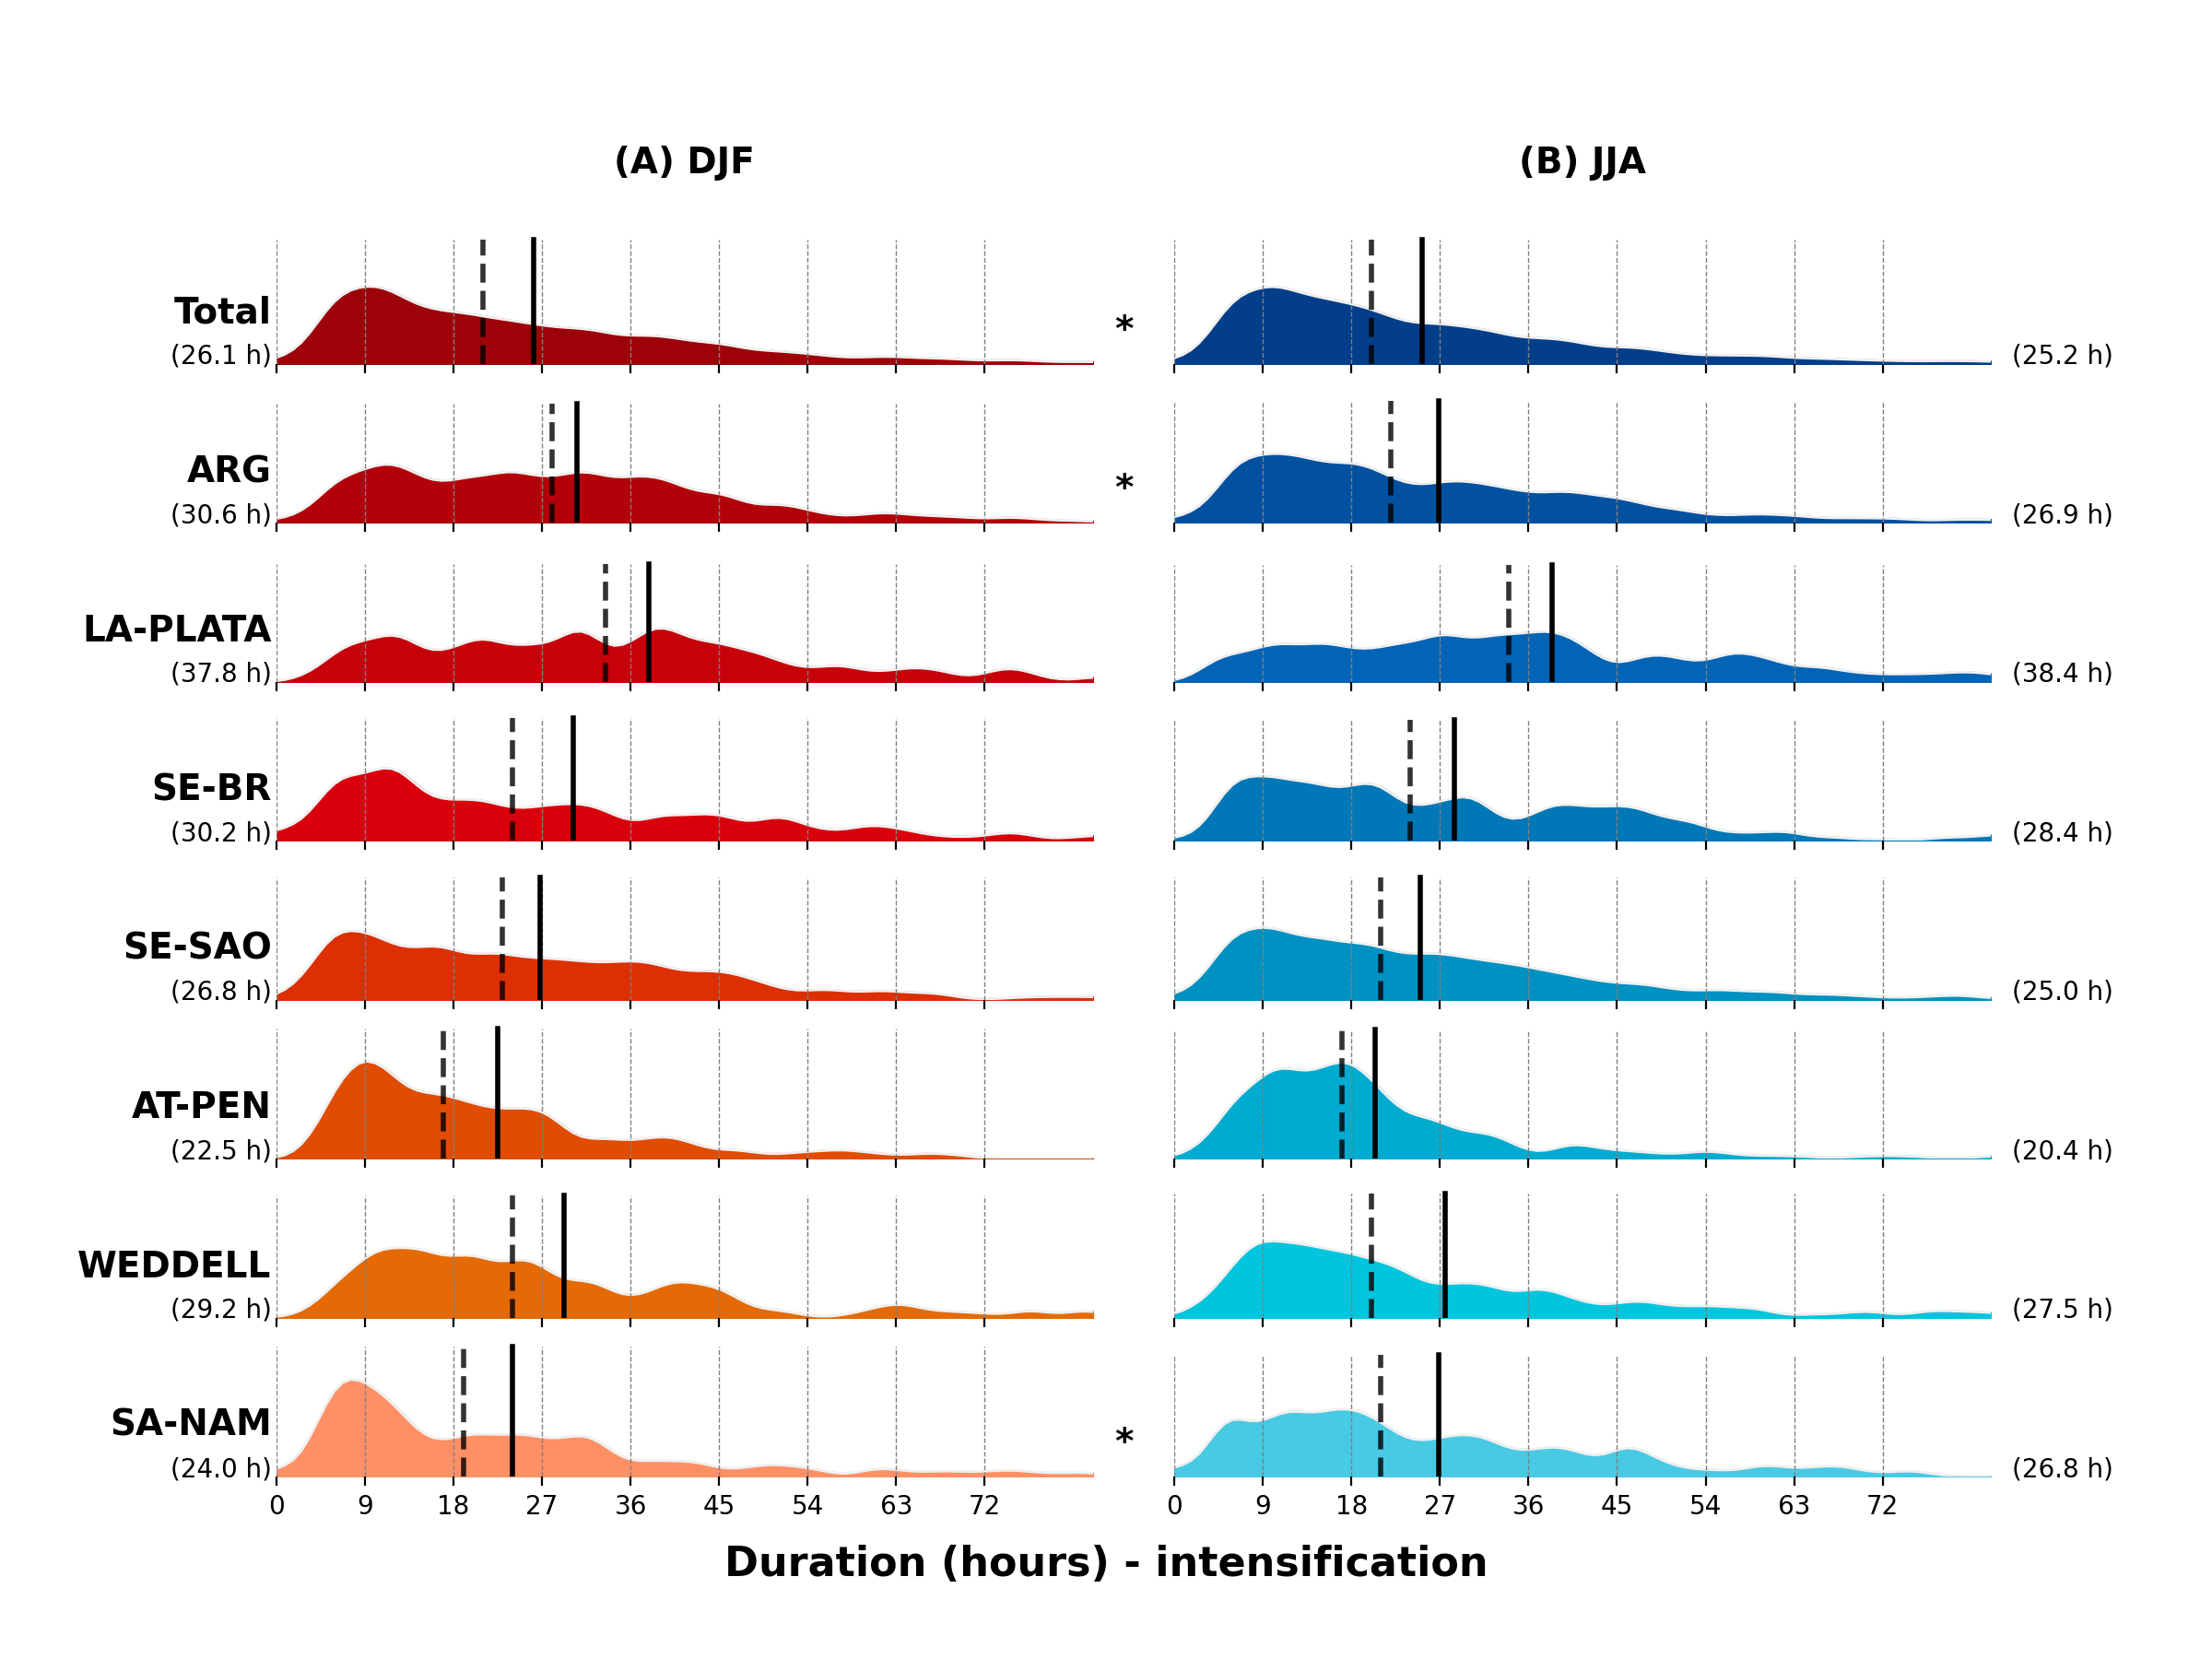 (A) DJF
(B) JJA
Total
(26.1 h)
*
(25.2 h)
ARG
(30.6 h)
*
(26.9 h)
LA-PLATA
(37.8 h)
(38.4 h)
SE-BR
(30.2 h)
(28.4 h)
SE-SAO
(26.8 h)
(25.0 h)
AT-PEN
(22.5 h)
(20.4 h)
WEDDELL
(29.2 h)
(27.5 h)
SA-NAM
(24.0 h)
*
(26.8 h)
0 9 18 27 36 45 54 63 72
0 9 18 27 36 45 54 63 72
Duration (hours) - intensification